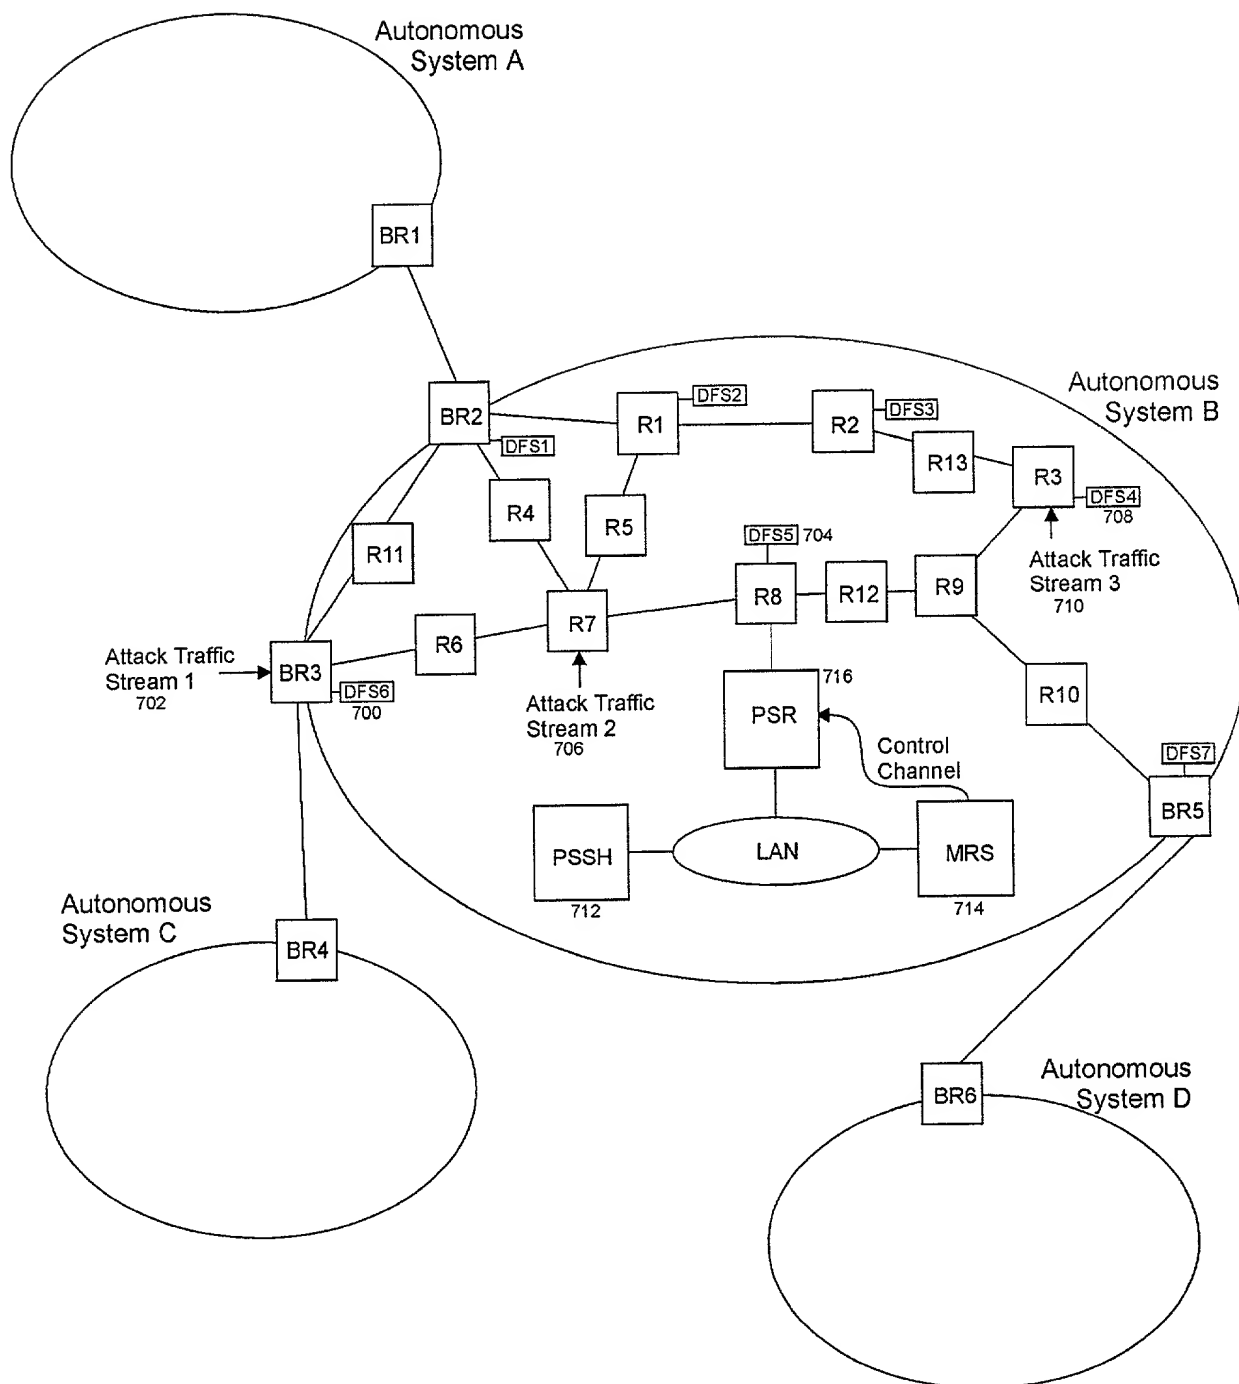 Autonomous
System A
BR1
Autonomous
System B
BR2
DFS1
R1
DFS2
R2
DFS3
R13
R3
DFS4
708
Attack Traffic
Stream 3
710
R4
R5
R11
DFS5 704
R8
R12
R9
R7
R6
Attack Traffic
Stream 1
702
BR3
DFS6
700
Attack Traffic
Stream 2
706
R10
716
PSR
Control
Channel
DFS7
BR5
PSSH
712
LAN
MRS
714
Autonomous
System C
BR4
BR6
Autonomous
System D